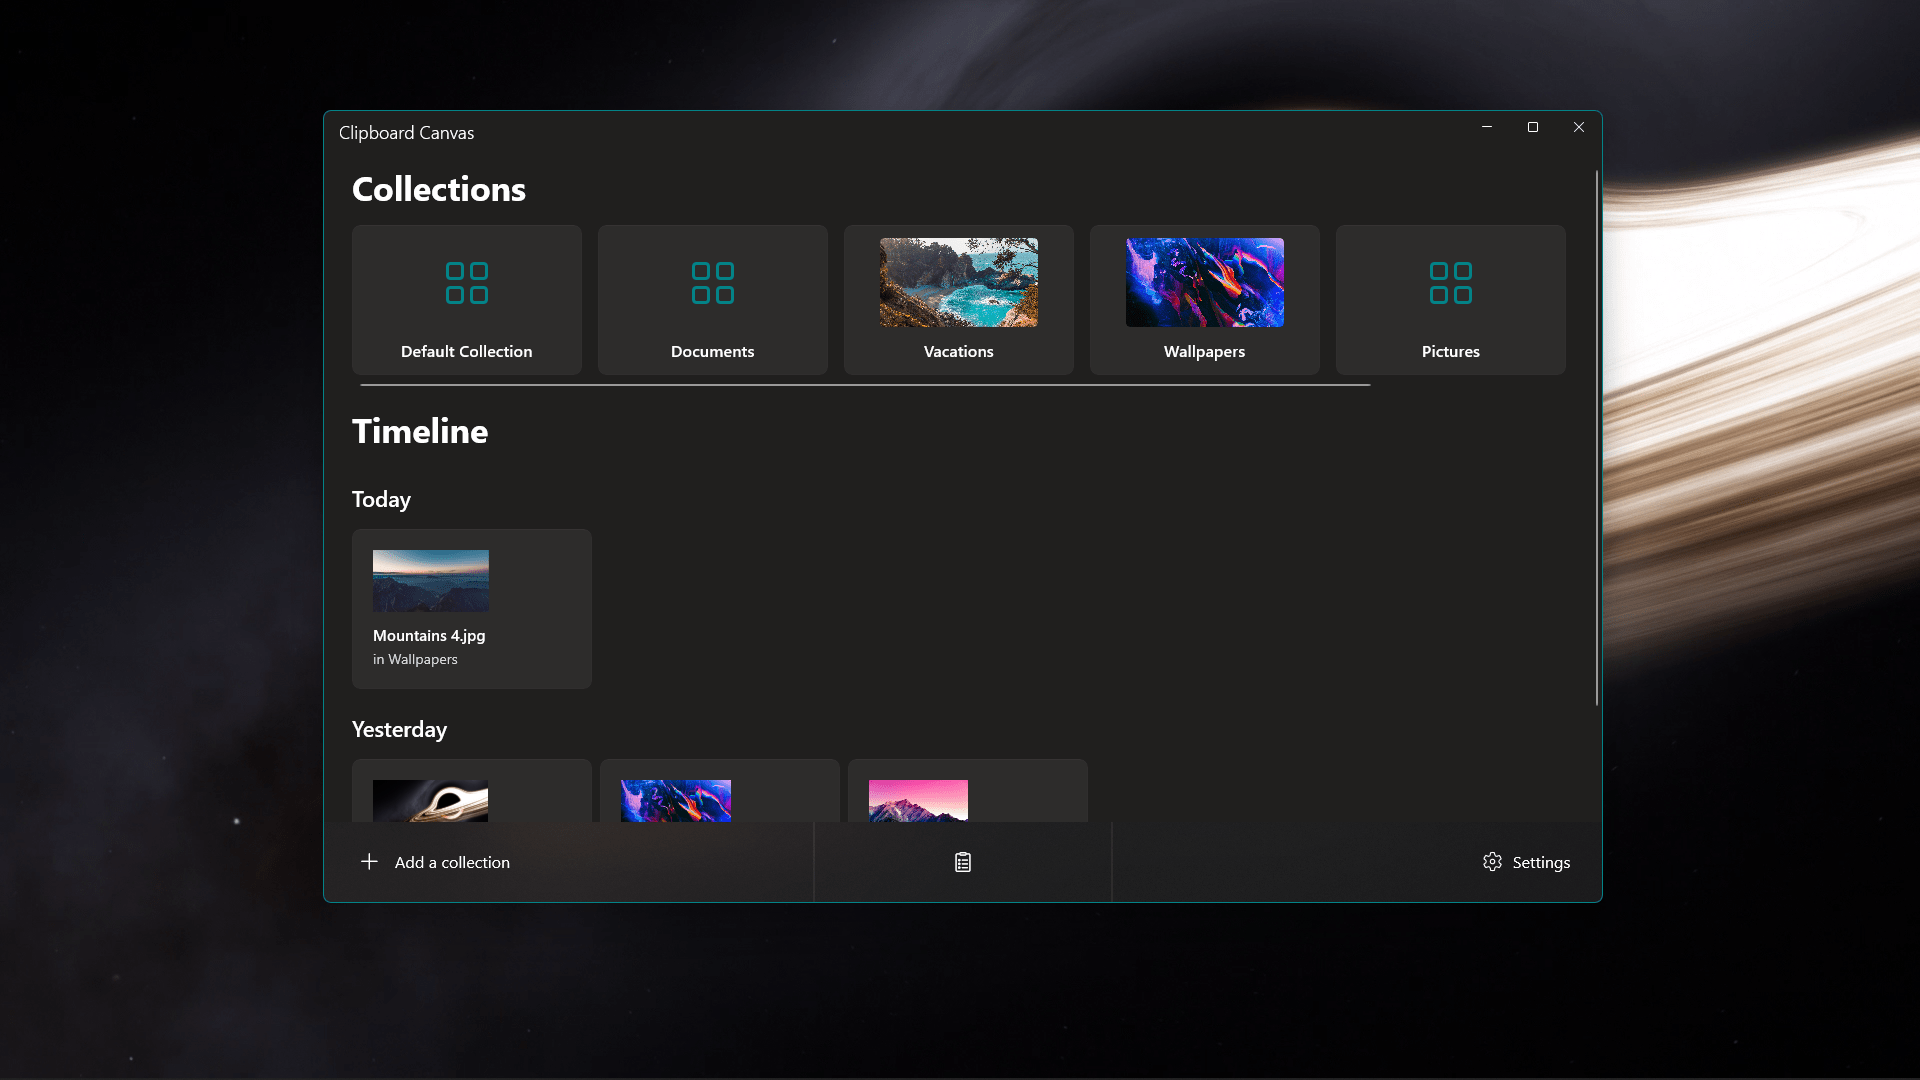 Clipboard Canvas
Collections
Default Collection
Documents
Vacations
Wallpapers
Pictures
Timeline
Today
Mountains 4.jpg
in Wallpapers
Yesterday
Add a collection
Settings